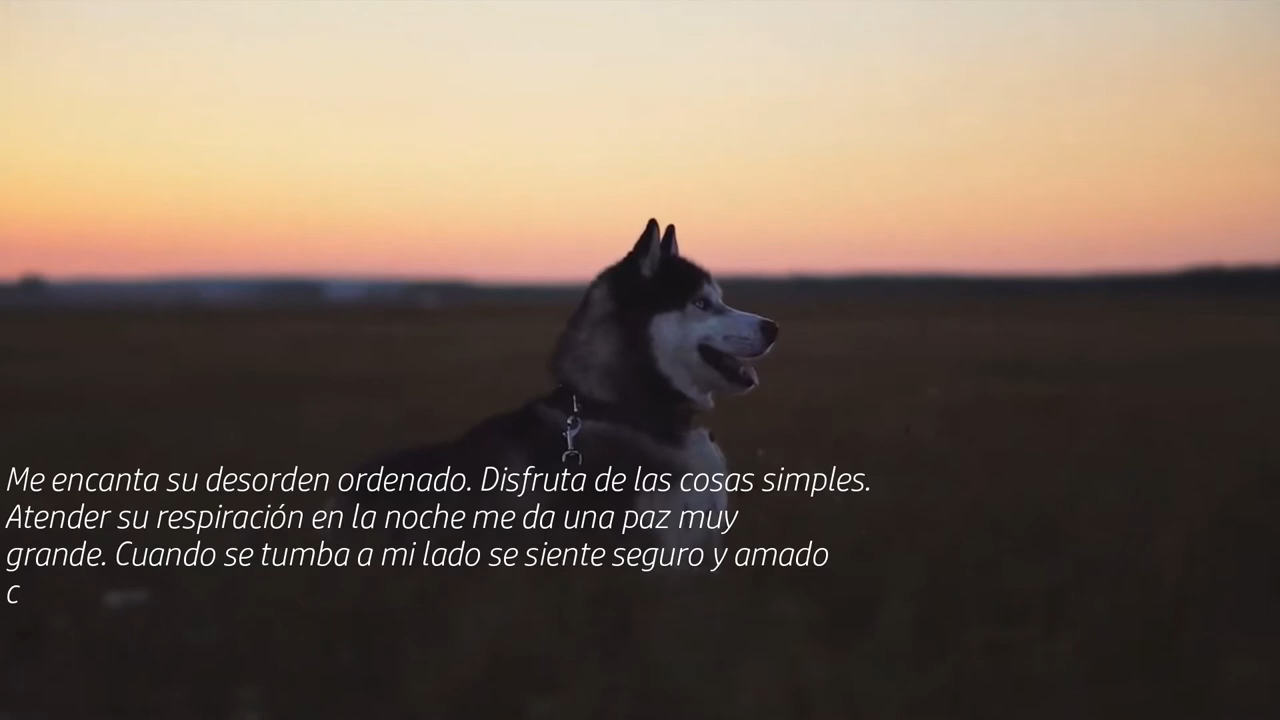 Me encanta su desorden ordenado. Disfruta de las cosas simples.
Atender su respiración en la noche me da una paz muy
grande. Cuando se tumba a mi lado se siente seguro y amado
c